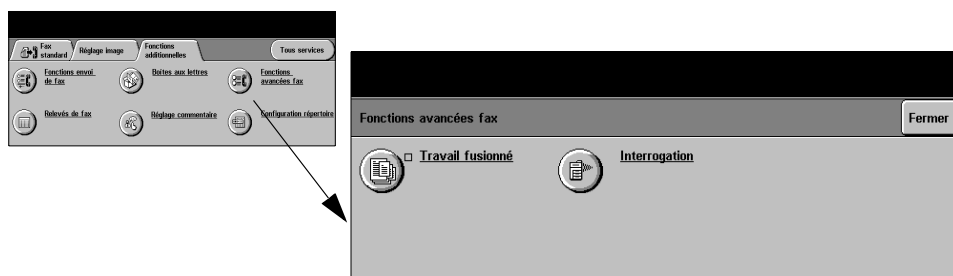 Fax
standard
Réglage image
Fonctions
additionnelles
Tous services
Fonctions envoi
de fax
Boîtes aux lettres
Fonctions
avancées fax
Relevés de fax
Réglage commentaire
Configuration répertoire
Fonctions avancées fax
Fermer
Travail fusionné
Interrogation